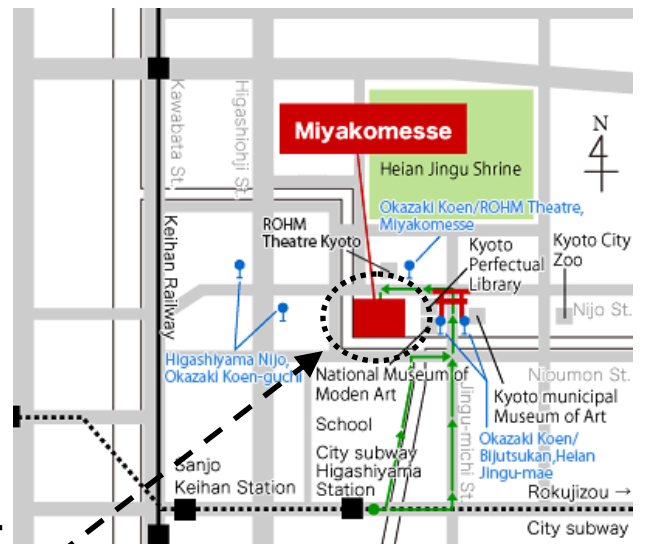 Kawabata St.
Higashiohji St.
Miyakomesse
N
4
Heian Jingu Shrine
Okazaki Koen/ROHM Theatre,
Miyakomesse
ROHM
Theatre Kyoto
Kyoto
Perfectual
Library
Kyoto City
Zoo
Keihan Railway
Nijo St.
Higashiyama Nijo,
Okazaki Koen-guchi
National Museum of
Moden Art
Nioumon St.
Kyoto municipal
Museum of Art
School
Jingu-michi St.
Okazaki Koen/
Bijutsukan,Heian
Jingu-mae
City subway
Higashiyama
Station
Sanjo
Keihan Station
Rokujizou →
City subway